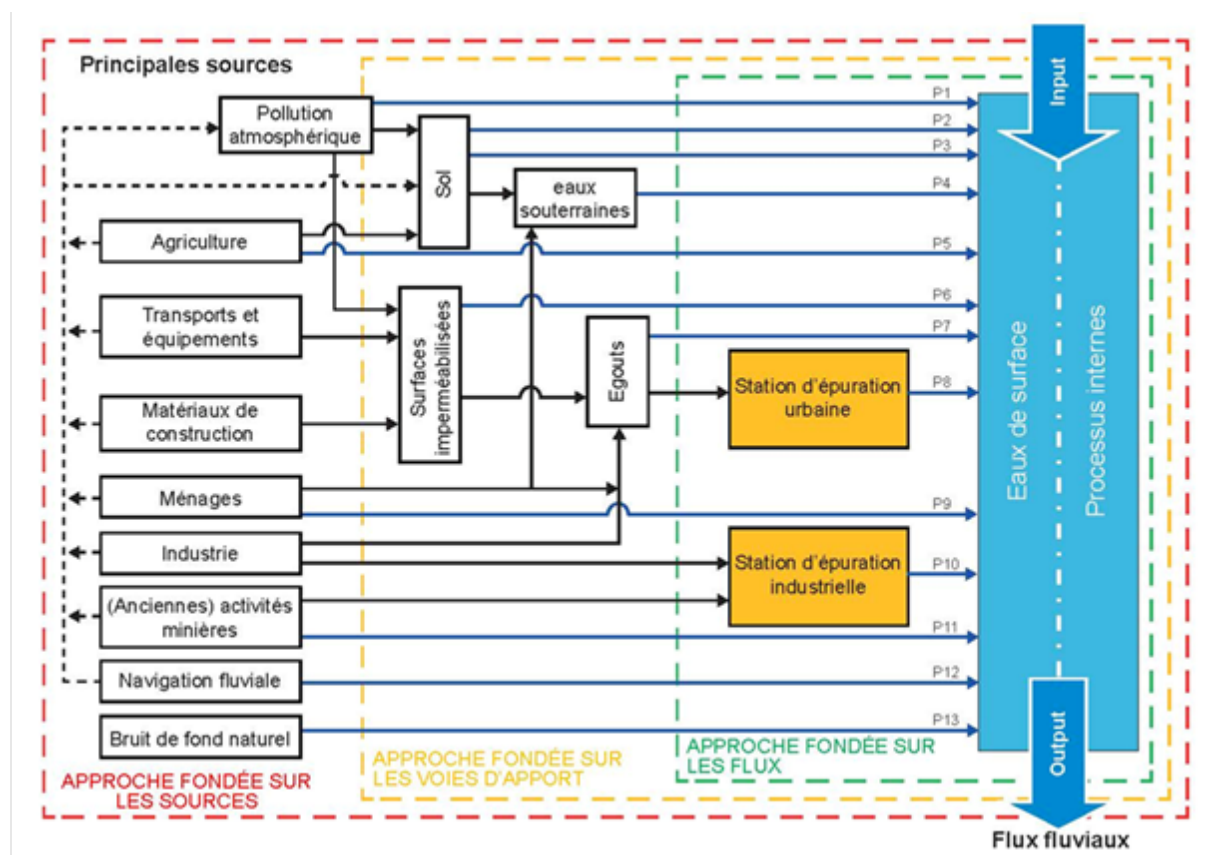 Principales sources
Input
P1
Pollution
atmosphérique
P2
P3
Sol
eaux
souterraines
P4
Agriculture
P5
Transports et
équipements
Surfaces
imperméabilisées
P6
Egouts
P7
Station d'épuration
urbaine
P8
Matériaux de
construction
Eaux de surface
Processus internes
Ménages
P9
Industrie
Station d'épuration
industrielle
P10
(Anciennes) activités
minières
P11
Navigation fluviale
P12
Bruit de fond naturel
P13
APPROCHE FONDÉE SUR
LES SOURCES
APPROCHE FONDÉE SUR
LES VOIES D'APPORT
APPROCHE FONDÉE SUR
LES FLUX
Output
Flux fluviaux